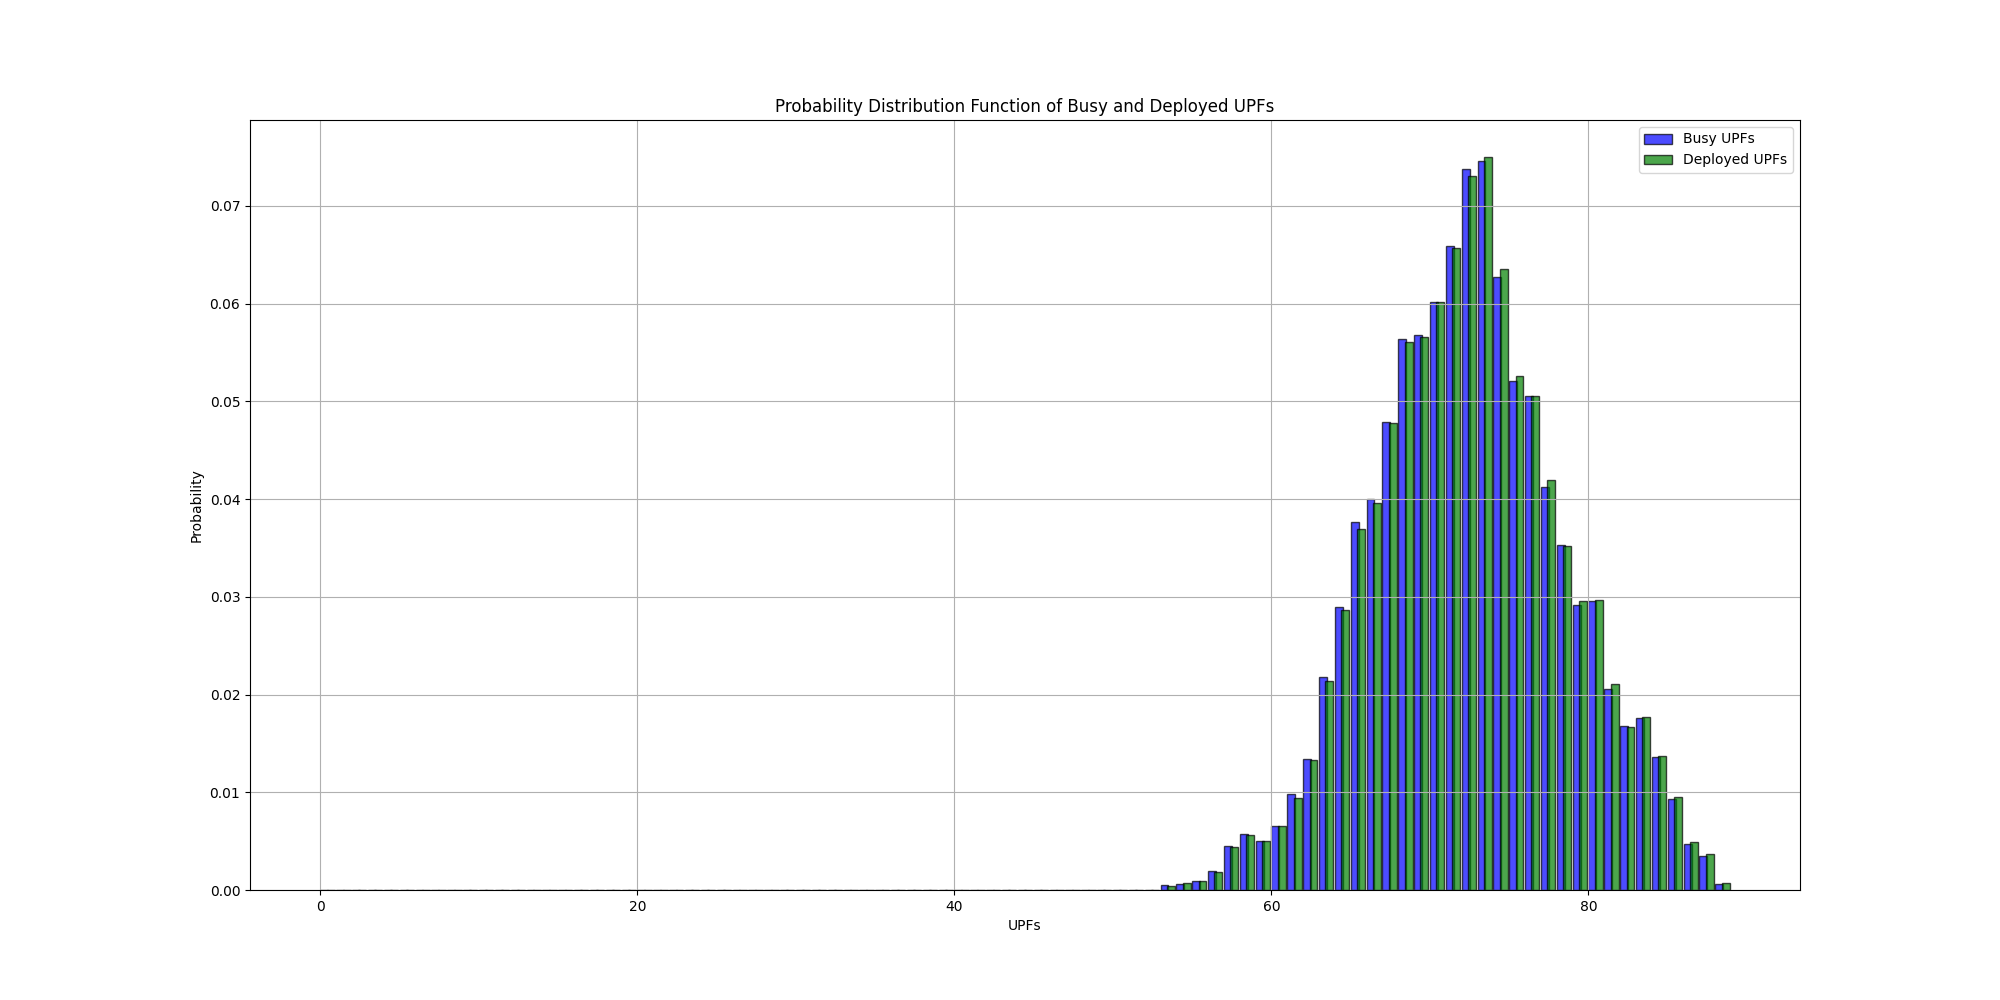 Probability Distribution Function of Busy and Deployed UPFs
Busy UPFs
Deployed UPFs
0.07
0.06
0.05
0.04
0.03
0.02
0.01
0.00
Probability
0 20 40 60 80
UPFs